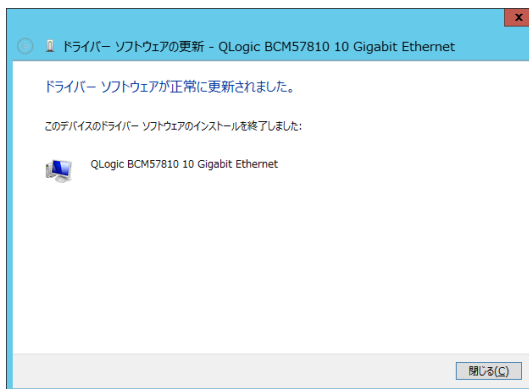 x
ドライバー ソフトウェアの更新 - QLogic BCM57810 10 Gigabit Ethernet
ドライバー ソフトウェアが正常に更新されました。
このデバイスのドライバー ソフトウェアのインストールを終了しました:
QLogic BCM57810 10 Gigabit Ethernet
閉じる(C)